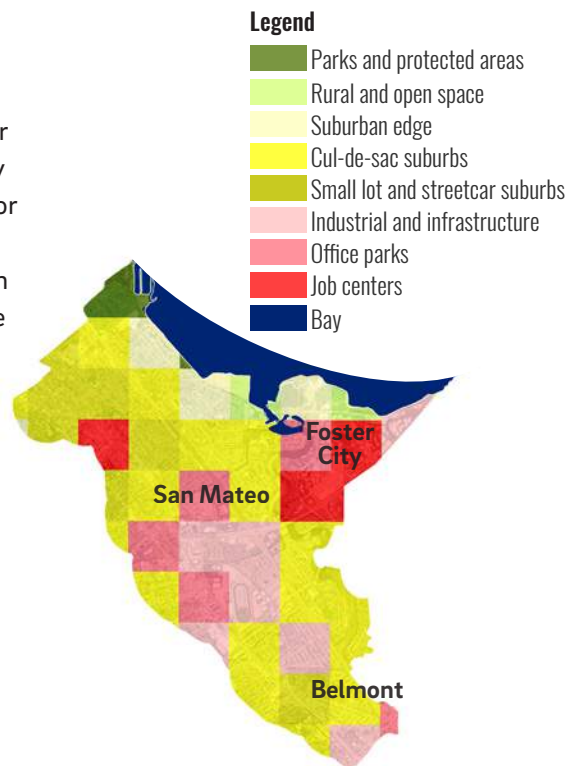 Legend
Parks and protected areas
Rural and open space
Suburban edge
Cul-de-sac suburbs
Small lot and streetcar suburbs
Industrial and infrastructure
Office parks
Job centers
Bay
Foster
City
San Mateo
Belmont